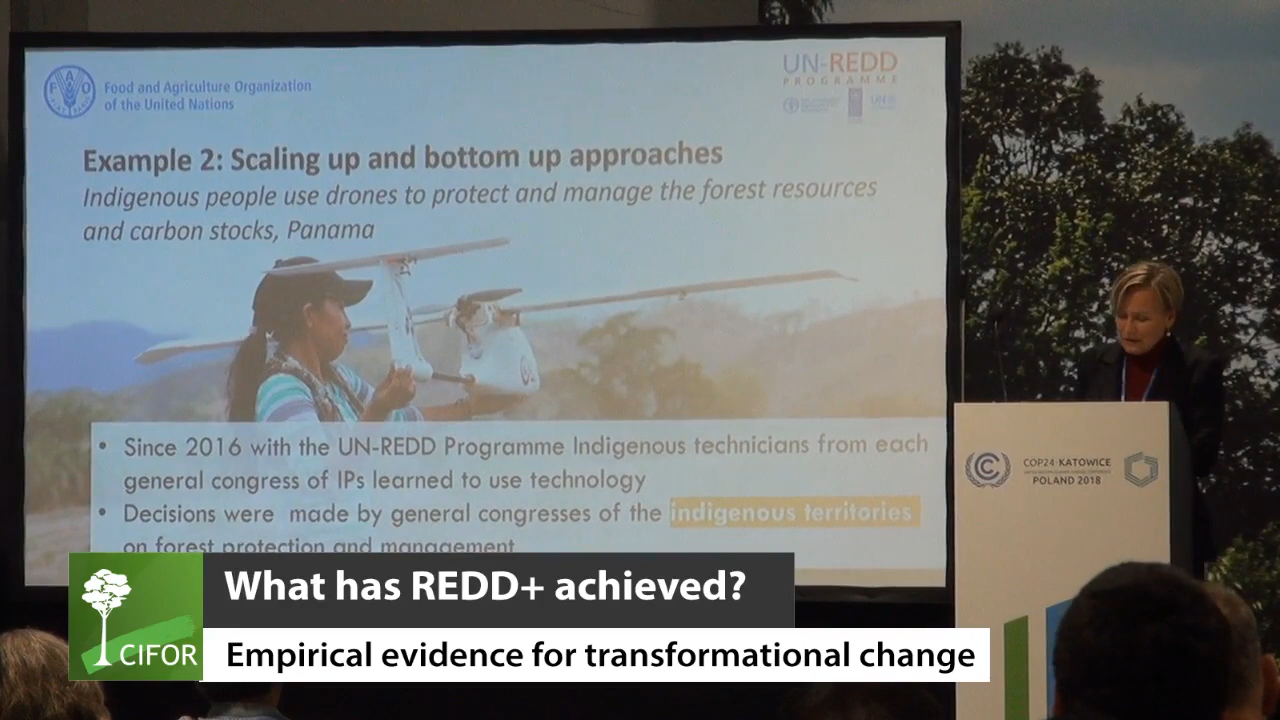 FAO
Food and Agriculture Organization
of the United Nations
UN-REDD
PROGRAMME
Example 2: Scaling up and bottom up approaches
Indigenous people use drones to protect and manage the forest resources
and carbon stocks, Panama
• Since 2016 with the UN-REDD Programme Indigenous technicians from each
general congress of IPs learned to use technology
• Decisions were made by general congresses of the indigenous territories
on forest protection and management
COP24·KATOWICE
POLAND 2018
What has REDD+ achieved?
CIFOR
Empirical evidence for transformational change